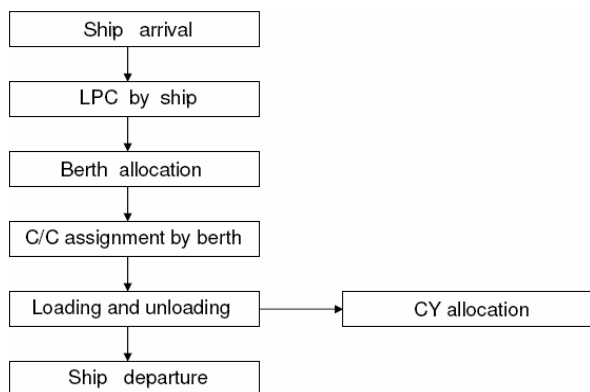 Ship arrival
LPC by ship
Berth allocation
C/C assignment by berth
Loading and unloading
CY allocation
Ship departure